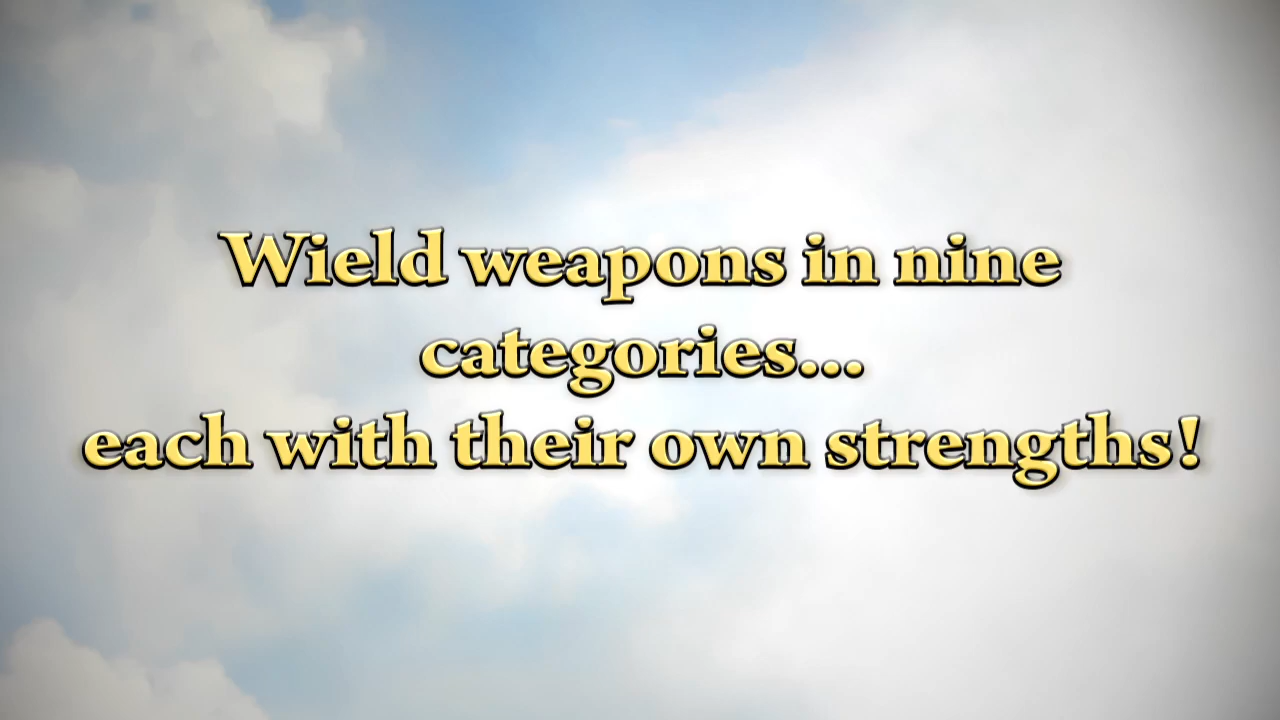 Wield weapons in nine
categories...
each with their own strengths!